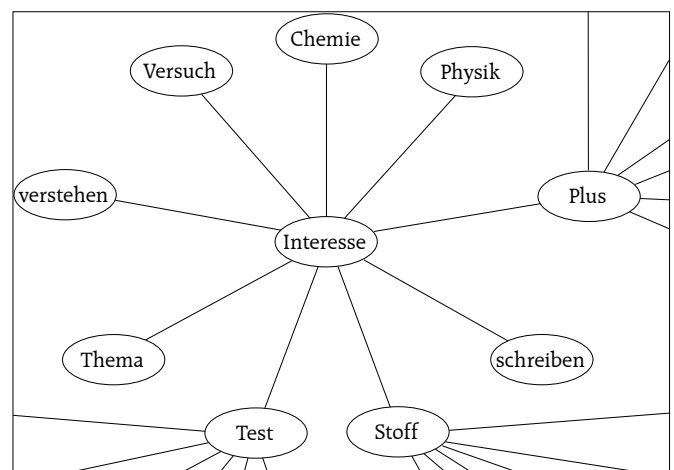 Chemie
Versuch
Physik
verstehen
Plus
Interesse
Thema
schreiben
Test
Stoff